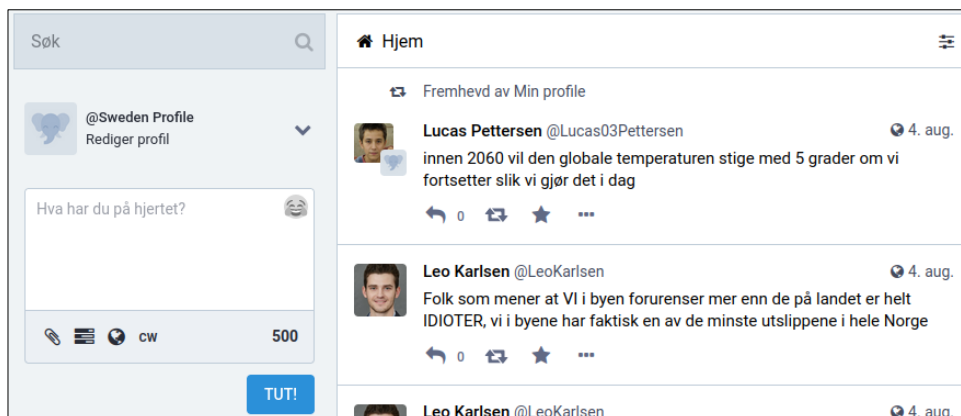 Søk
@Sweden Profile
Rediger profil
Hva har du på hjertet?
CW
500
TUT!
Hjem
Fremhevd av Min profile
Lucas Pettersen @Lucas03Pettersen 4. aug.
innen 2060 vil den globale temperaturen stige med 5 grader om vi
fortsetter slik vi gjør det i dag
0
Leo Karlsen @LeoKarlsen 4. aug.
Folk som mener at VI i byen forurenser mer enn de på landet er helt
IDIOTER, vi i byene har faktisk en av de minste utslippene i hele Norge
0
Leo Karlsen @LeoKarlsen 4. aug.